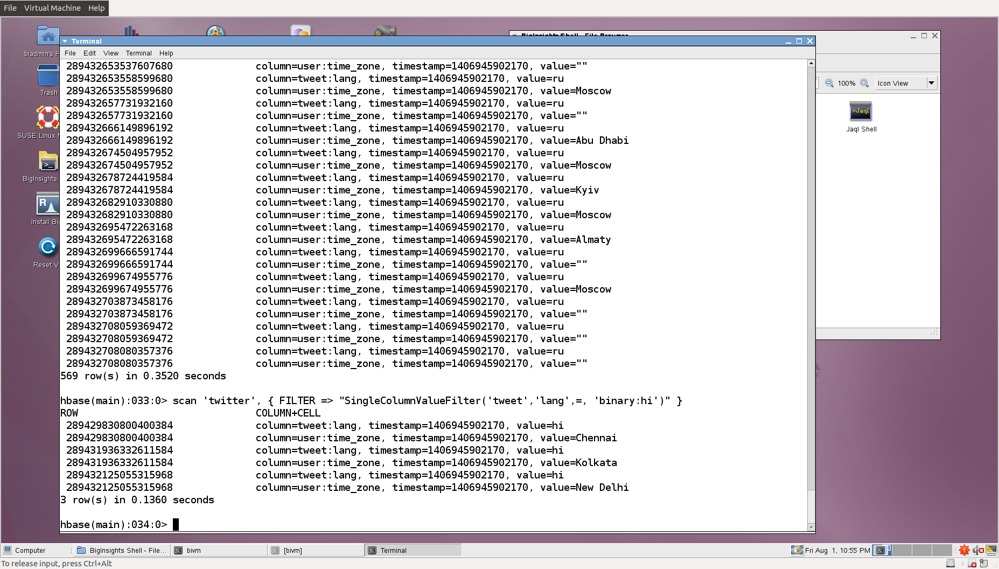 File Virtual Machine Help
BigInsights Shell - File Browser
Terminal
File Edit View Terminal Help
biadmin's H
Trash
SUSE Linux
BigInsights
Install Bi
Reset V
100% Icon View
>Jaql
Jaql Shell
289432653537607680 column=user:time_zone, timestamp=1406945902170, value=""
289432653558599680 column=tweet:lang, timestamp=1406945902170, value=ru
289432653558599680 column=user:time_zone, timestamp=1406945902170, value=Moscow
289432657731932160 column=tweet:lang, timestamp=1406945902170, value=ru
289432657731932160 column=user:time_zone, timestamp=1406945902170, value=""
289432666149896192 column=tweet:lang, timestamp=1406945902170, value=ru
289432666149896192 column=user:time_zone, timestamp=1406945902170, value=Abu Dhabi
289432674504957952 column=tweet:lang, timestamp=1406945902170, value=ru
289432674504957952 column=user:time_zone, timestamp=1406945902170, value=Moscow
289432678724419584 column=tweet:lang, timestamp=1406945902170, value=ru
289432678724419584 column=user:time_zone, timestamp=1406945902170, value=Kyiv
289432682910330880 column=tweet:lang, timestamp=1406945902170, value=ru
289432682910330880 column=user:time_zone, timestamp=1406945902170, value=Moscow
289432695472263168 column=tweet:lang, timestamp=1406945902170, value=ru
289432695472263168 column=user:time_zone, timestamp=1406945902170, value=Almaty
289432699666591744 column=tweet:lang, timestamp=1406945902170, value=ru
289432699666591744 column=user:time_zone, timestamp=1406945902170, value=""
289432699674955776 column=tweet:lang, timestamp=1406945902170, value=ru
289432699674955776 column=user:time_zone, timestamp=1406945902170, value=Moscow
289432703873458176 column=tweet:lang, timestamp=1406945902170, value=ru
289432703873458176 column=user:time_zone, timestamp=1406945902170, value=""
289432708059369472 column=tweet:lang, timestamp=1406945902170, value=ru
289432708059369472 column=user:time_zone, timestamp=1406945902170, value=""
289432708080357376 column=tweet:lang, timestamp=1406945902170, value=ru
289432708080357376 column=user:time_zone, timestamp=1406945902170, value=""
569 row(s) in 0.3520 seconds
hbase(main):033:0> scan 'twitter', { FILTER => "SingleColumnValueFilter('tweet','lang',=, 'binary:hi')" }
ROW COLUMN+CELL
289429830800400384 column=tweet:lang, timestamp=1406945902170, value=hi
289429830800400384 column=user:time_zone, timestamp=1406945902170, value=Chennai
289431936332611584 column=tweet:lang, timestamp=1406945902170, value=hi
289431936332611584 column=user:time_zone, timestamp=1406945902170, value=Kolkata
289432125055315968 column=tweet:lang, timestamp=1406945902170, value=hi
289432125055315968 column=user:time_zone, timestamp=1406945902170, value=New Delhi
3 row(s) in 0.1360 seconds
hbase(main):034:0>
Computer BigInsights Shell - File... bivm [bivm] Terminal Fri Aug 1, 10:55 PM
To release input, press Ctrl+Alt